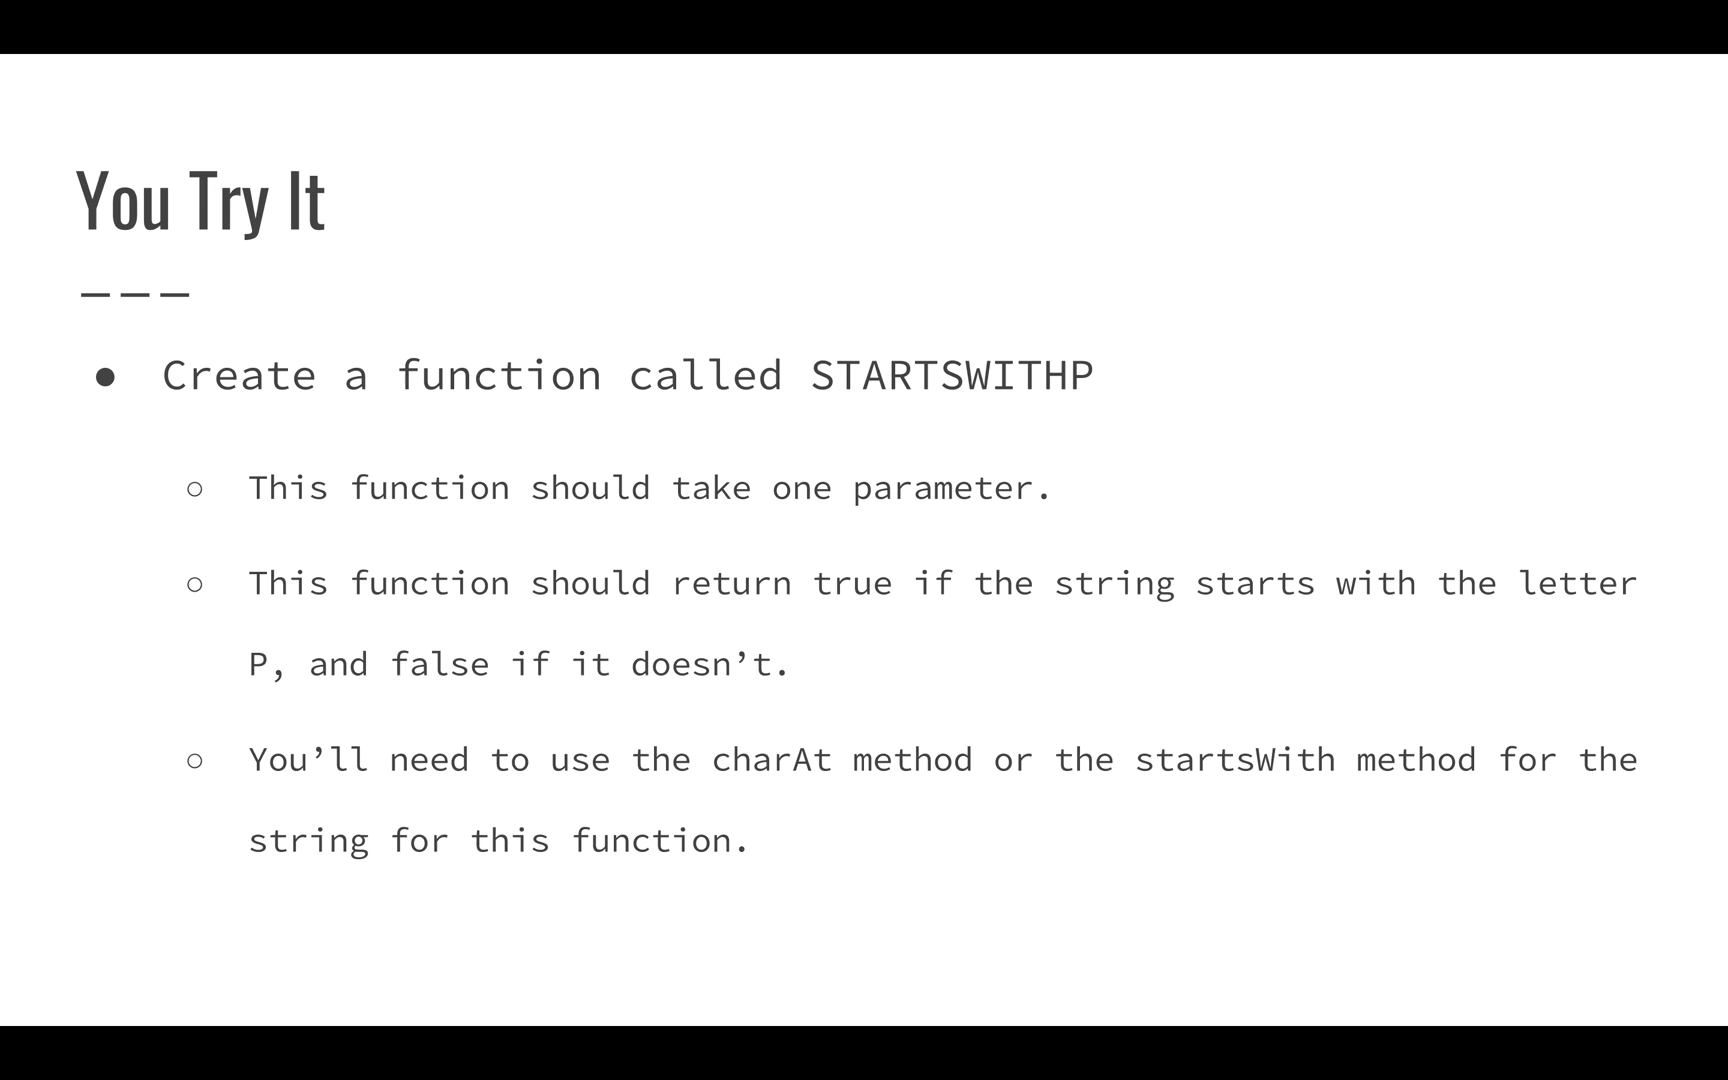 You Try It
● Create a function called STARTSWITHP
○ This function should take one parameter.
○ This function should return true if the string starts with the letter
P, and false if it doesn’t.
○ You’ll need to use the charAt method or the startsWith method for the
string for this function.